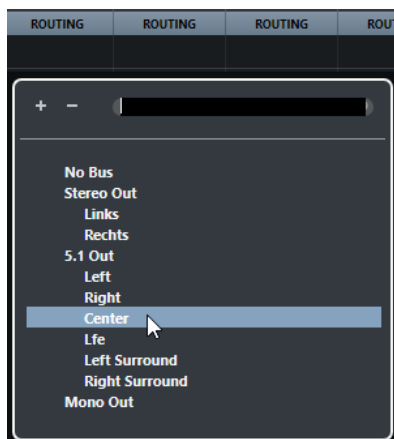 ROUTING ROUTING ROUTING ROU
+ −
No Bus
Stereo Out
Links
Rechts
5.1 Out
Left
Right
Center
Lfe
Left Surround
Right Surround
Mono Out